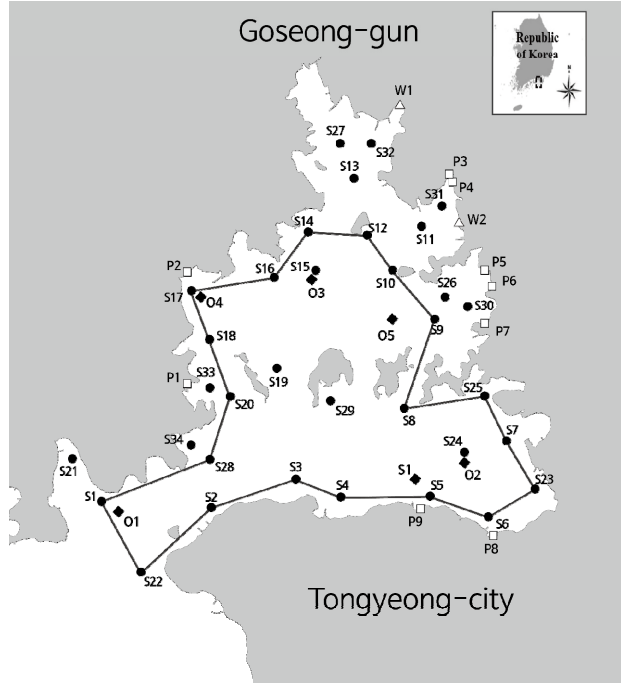 Goseong-gun
Republic
of Korea
N
W1
S27
S32
S13
P3
P4
S31
W2
S11
S14
S12
P2
S16
S15
S10
P5
P6
S17
O4
O3
S26
S30
O5
S9
P7
S18
P1
S33
S19
S20
S29
S8
S25
S7
S34
S28
S21
S24
S3
S1
O2
S23
S1
O1
S2
S4
S5
S6
P9
P8
S22
Tongyeong-city